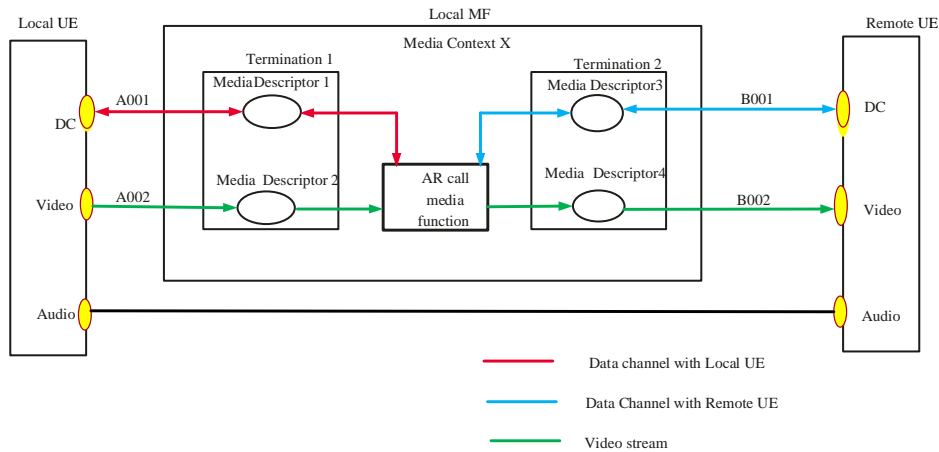 Local MF
Local UE
Remote UE
Media Context X
Termination 1
Termination 2
MediaDescriptor 1
Media Descriptor3
A001
B001
DC
DC
Media Descriptor 2
Media Descriptor4
AR call
media
function
A002
B002
Video
Video
Audio
Audio
Data channel with Local UE
Data Channel with Remote UE
Video stream